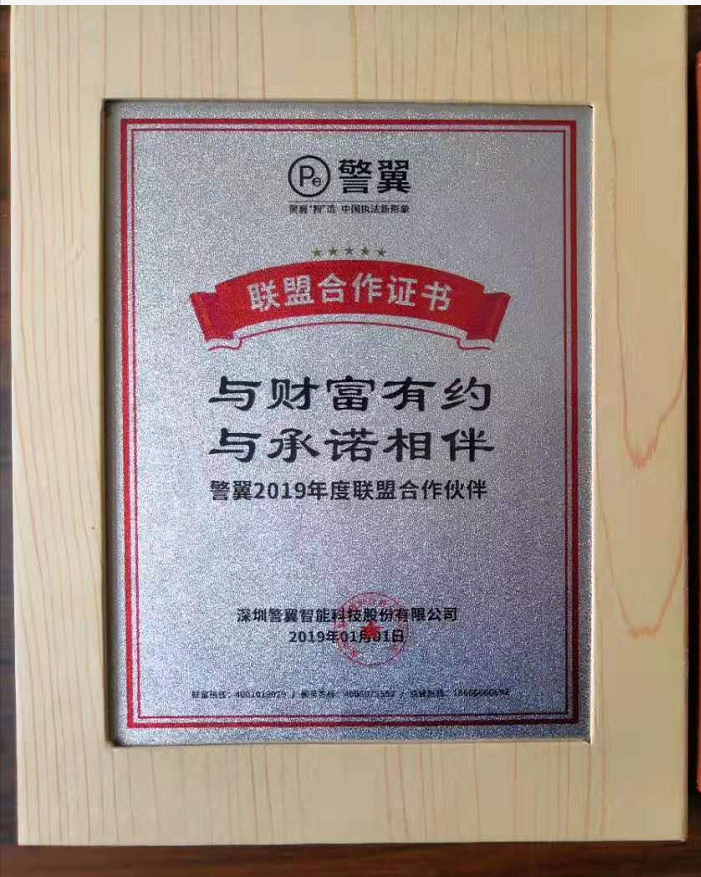 Pe 警翼
警翼"智"造 中国执法新形象
联盟合作证书
与财富有约
与承诺相伴
警翼2019年度联盟合作伙伴
深圳警翼智能科技股份有限公司
2019年01月01日